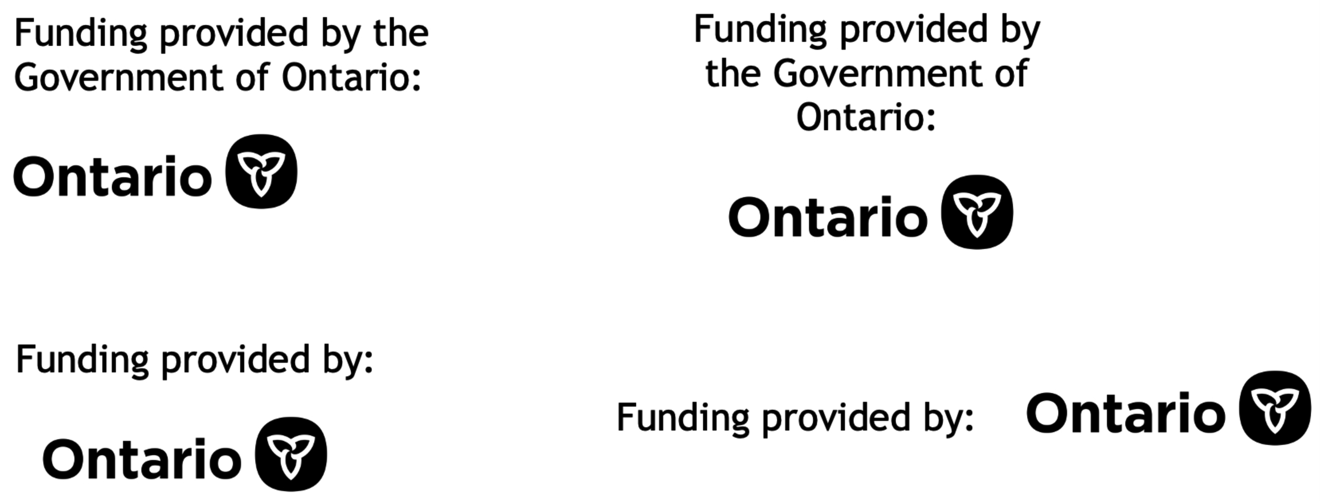 Funding provided by the
Government of Ontario:
Ontario
Funding provided by
the Government of
Ontario:
Ontario
Funding provided by:
Ontario
Funding provided by:
Ontario